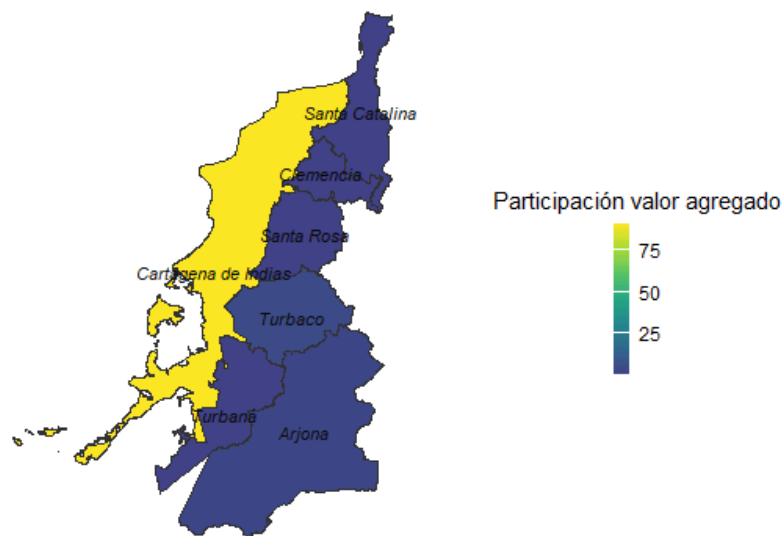 Santa Catalina
Clemencia
Santa Rosa
Cartagena de Indias
Turbaco
Turbana
Arjona
Participación valor agregado
75
50
25